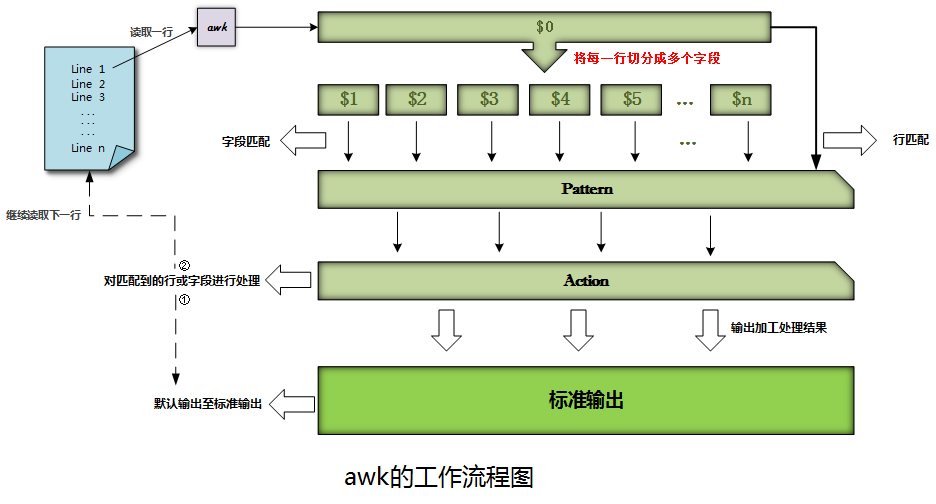 读取一行
awk
$0
将每一行切分成多个字段
Line 1
Line 2
Line 3
...
...
...
Line n
$1 $2 $3 $4 $5 ... $n
字段匹配
...
行匹配
Pattern
继续读取下一行
②
对匹配到的行或字段进行处理
①
Action
输出加工处理结果
默认输出至标准输出
标准输出
awk的工作流程图